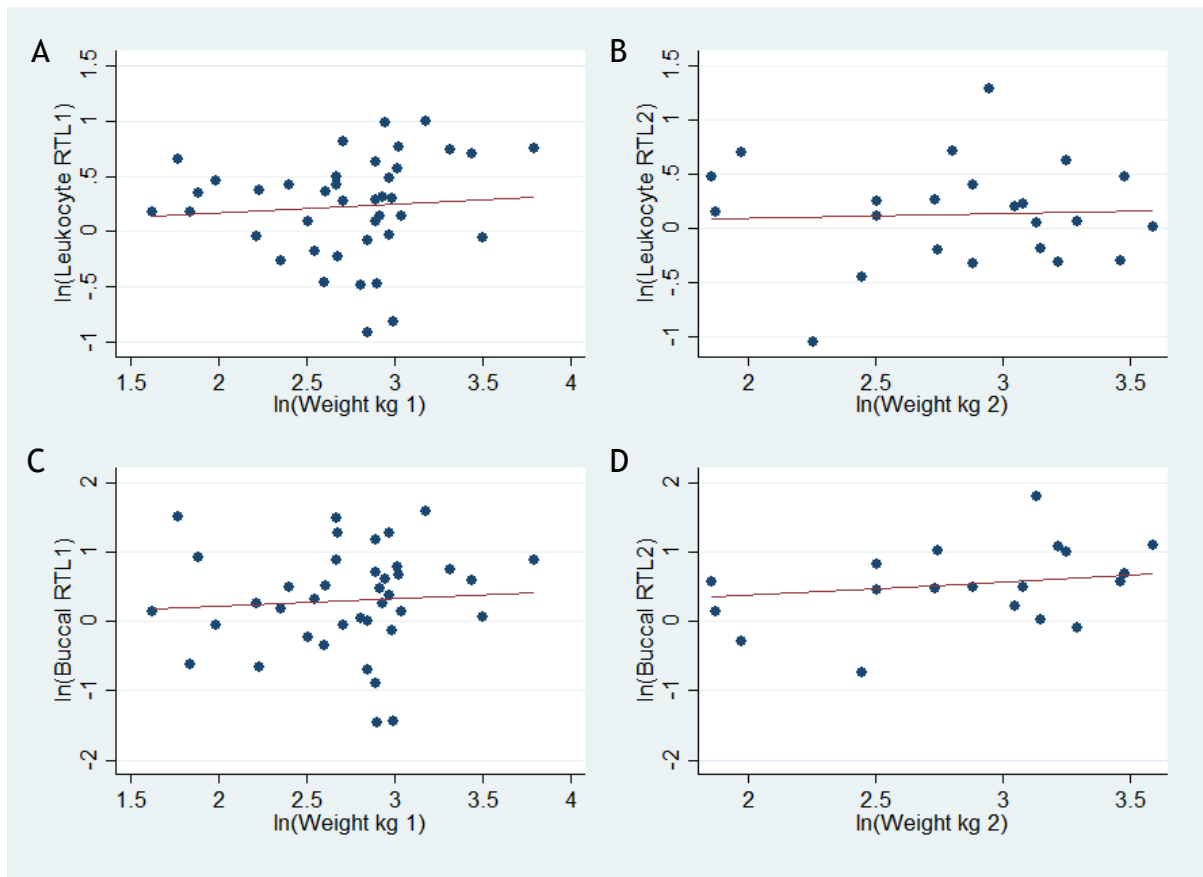 A
ln(Leukocyte RTL1)
1.5
1
.5
0
-.5
-1
1.5 2 2.5 3 3.5 4
ln(Weight kg 1)
B
ln(Leukocyte RTL2)
1.5
1
.5
0
-.5
-1
2 2.5 3 3.5
ln(Weight kg 2)
C
ln(Buccal RTL1)
2
1
0
-1
-2
1.5 2 2.5 3 3.5 4
ln(Weight kg 1)
D
ln(Buccal RTL2)
2
1
0
-1
-2
2 2.5 3 3.5
ln(Weight kg 2)